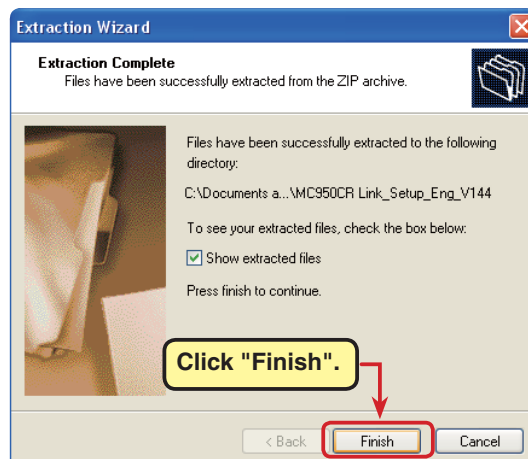 Extraction Wizard
Extraction Complete
Files have been successfully extracted from the ZIP archive.
Files have been successfully extracted to the following
directory:
C:\Documents a...\MC950CR Link_Setup_Eng_V144
To see your extracted files, check the box below:
Show extracted files
Press finish to continue.
Click "Finish".
< Back
Finish
Cancel